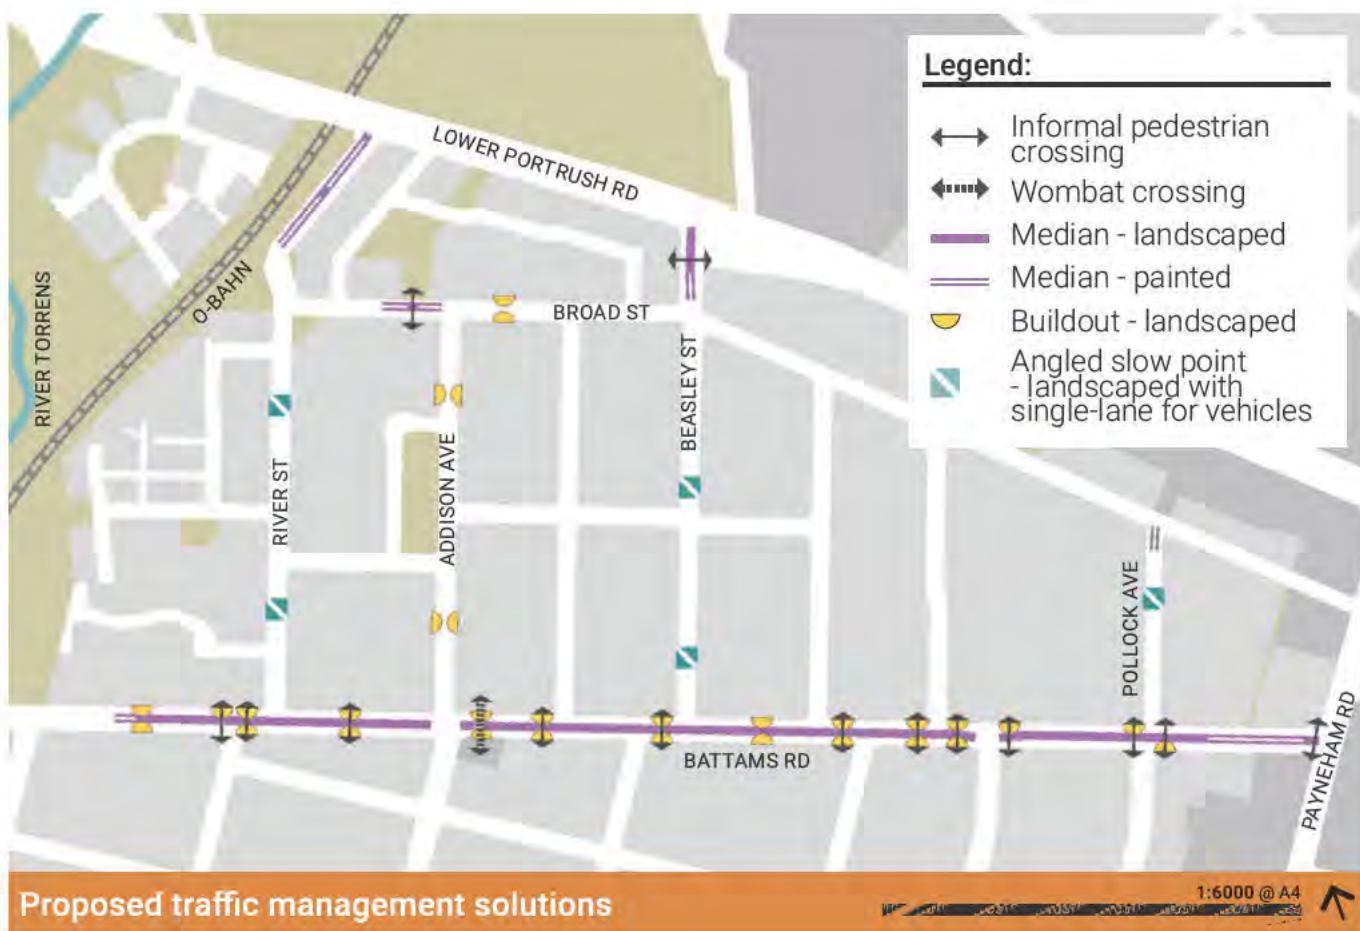 Legend:
Informal pedestrian
crossing
Wombat crossing
Median - landscaped
Median - painted
Buildout - landscaped
Angled slow point
- landscaped with
single-lane for vehicles
LOWER PORTRUSH RD
O-BAHN
RIVER TORRENS
BROAD ST
BEASLEY ST
ADDISON AVE
RIVER ST
POLLOCK AVE
BATTAMS RD
PAYNEHAM RD
Proposed traffic management solutions
1:6000 @ A4